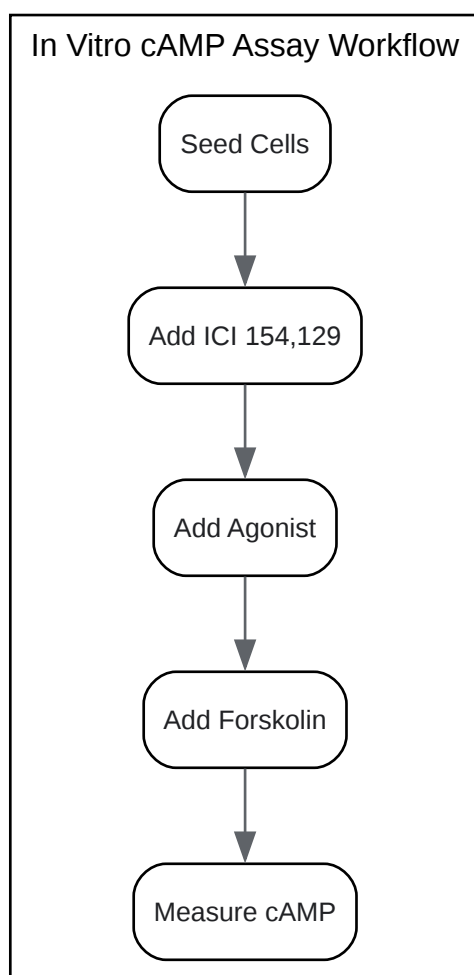 In Vitro cAMP Assay Workflow
Seed Cells
Add ICI 154,129
Add Agonist
Add Forskolin
Measure cAMP